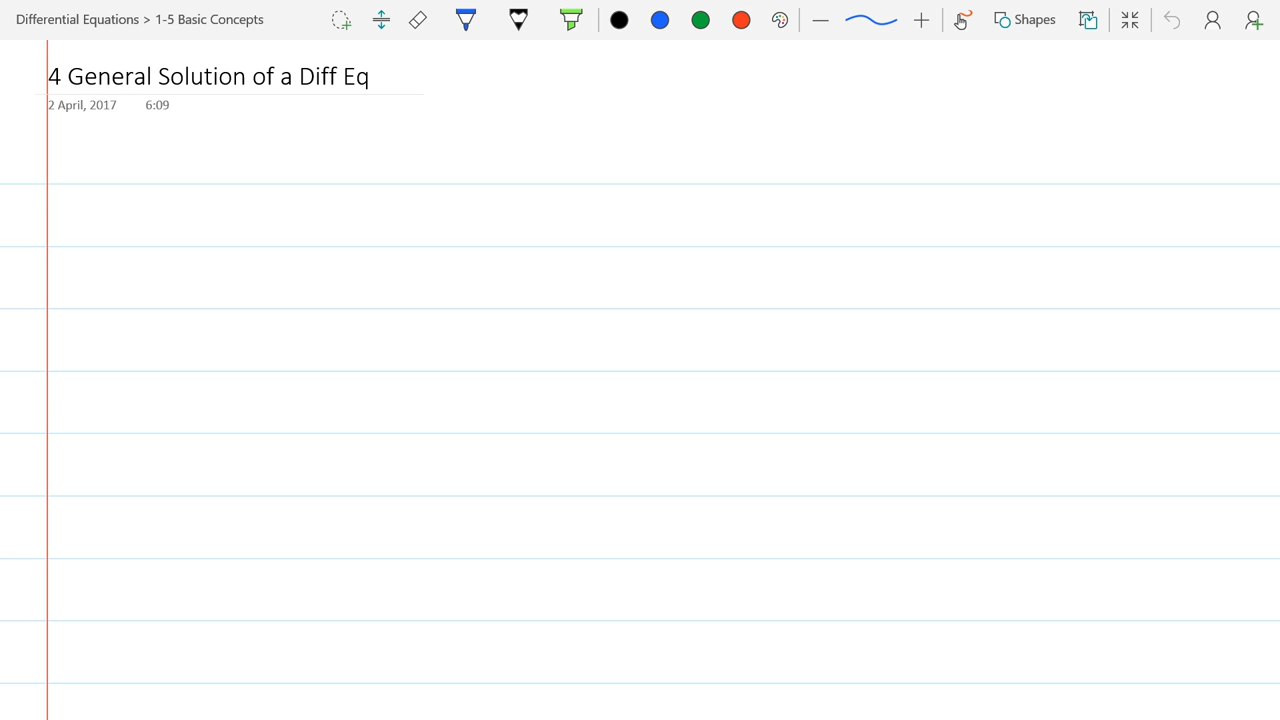 Differential Equations > 1-5 Basic Concepts
Shapes
4 General Solution of a Diff Eq
2 April, 2017 6:09